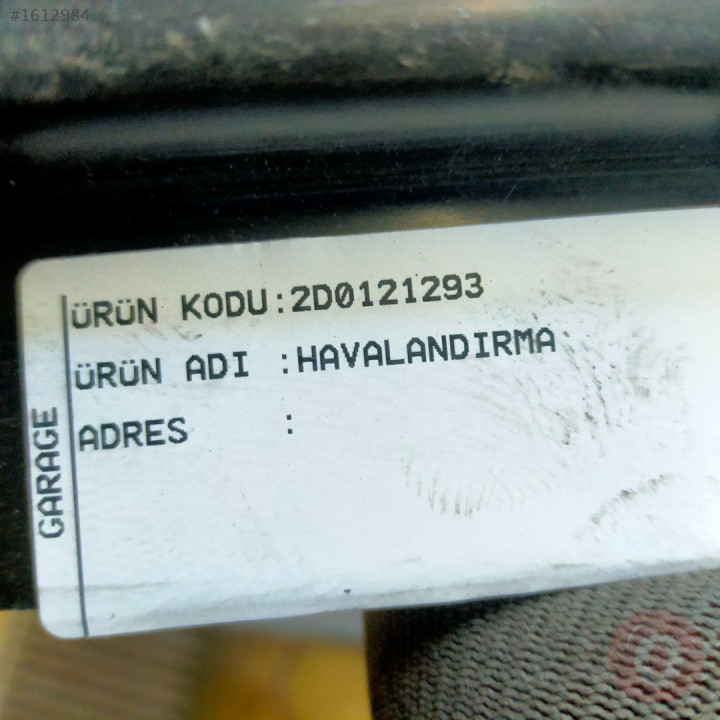 #1612984
ÜRÜN KODU:2D0121293
ÜRÜN ADI :HAVALANDIRMA
ADRES :
GARAGE